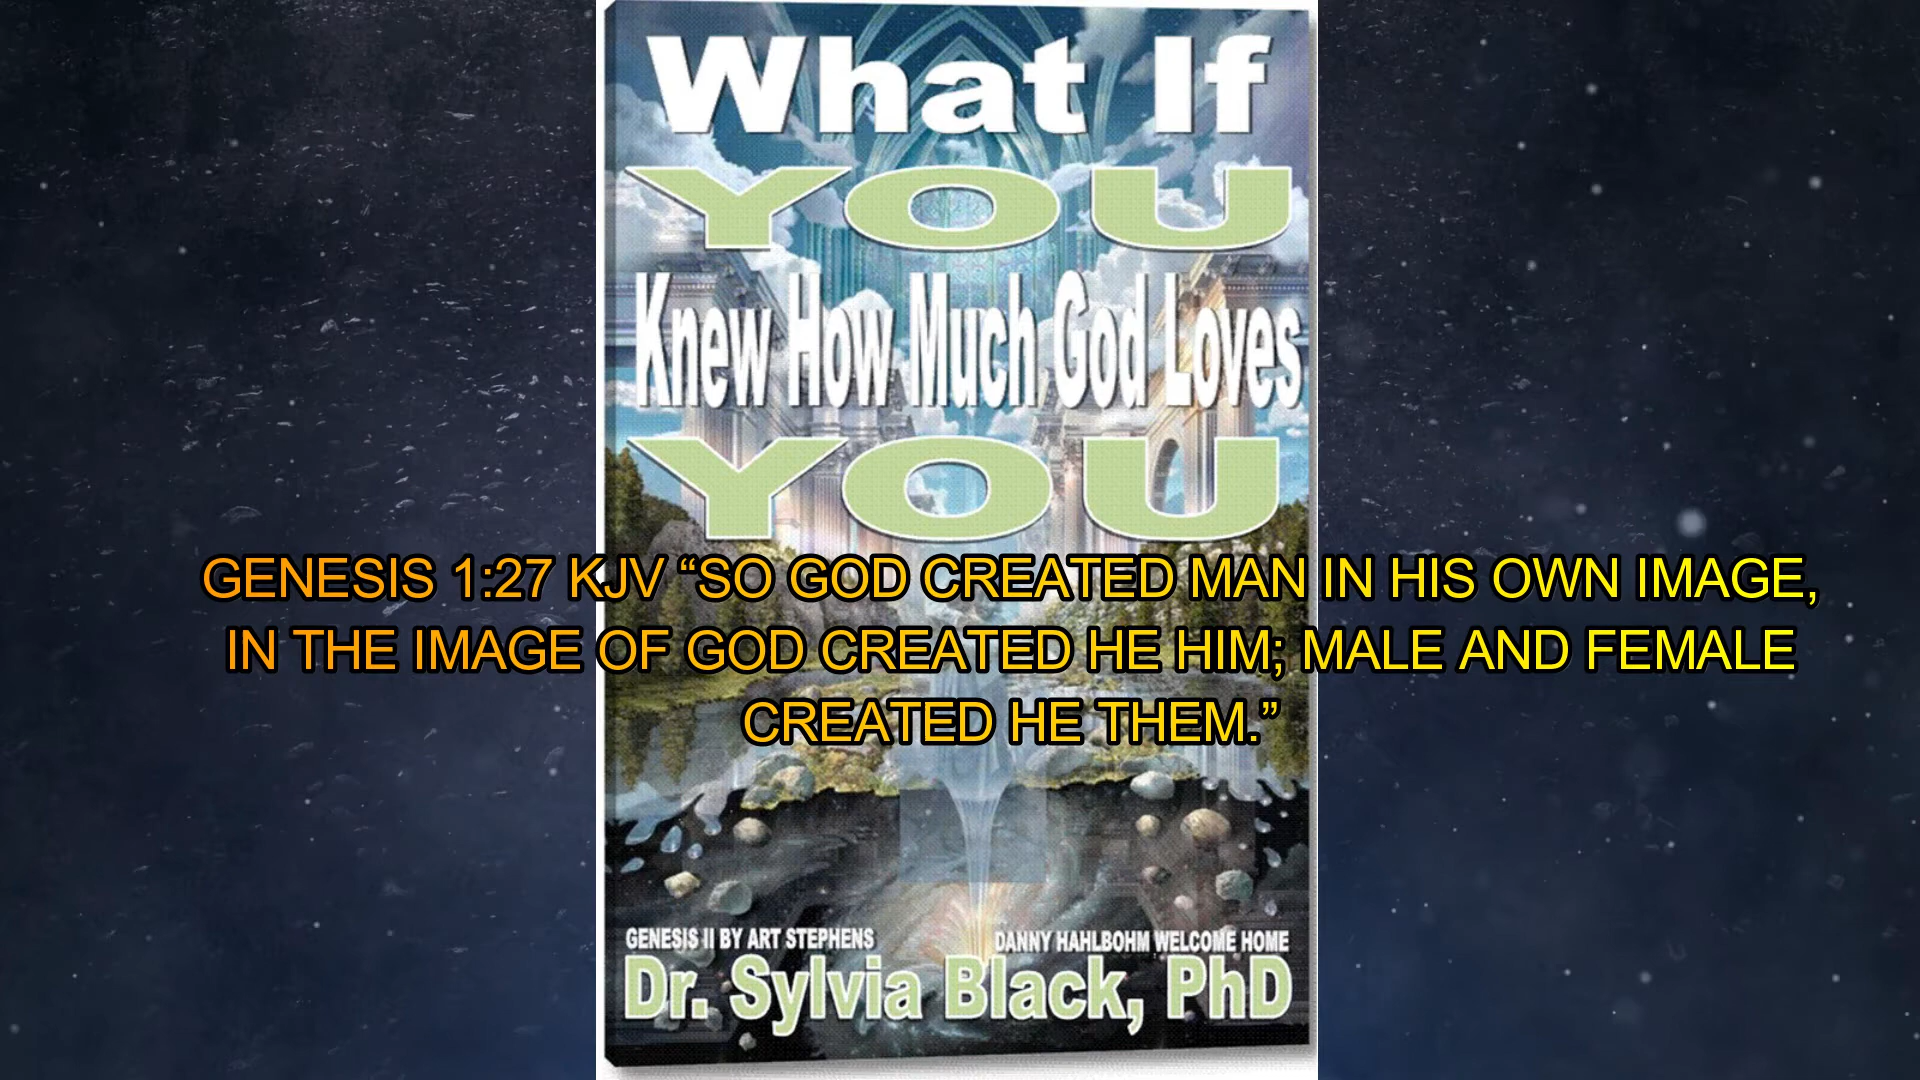 What If
YOU
Knew How Much God Loves
YOU
GENESIS 1:27 KJV “SO GOD CREATED MAN IN HIS OWN IMAGE,
IN THE IMAGE OF GOD CREATED HE HIM; MALE AND FEMALE
CREATED HE THEM.”
GENESIS II BY ART STEPHENS
DANNY HAHLBOHM WELCOME HOME
Dr. Sylvia Black, PhD